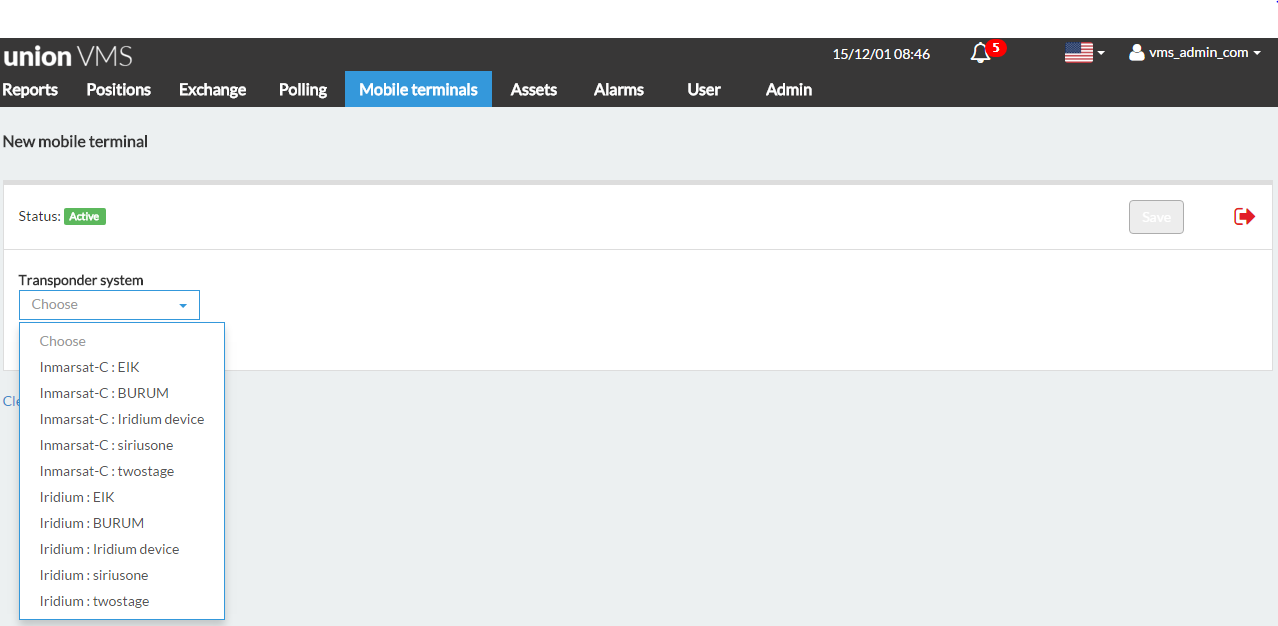 union VMS
15/12/01 08:46
5
vms_admin_com
Reports Positions Exchange Polling Mobile terminals Assets Alarms User Admin
New mobile terminal
Status: Active
Save
Transponder system
Choose
Choose
Inmarsat-C : EIK
Inmarsat-C : BURUM
Cle
Inmarsat-C : Iridium device
Inmarsat-C : siriusone
Inmarsat-C : twostage
Iridium : EIK
Iridium : BURUM
Iridium : Iridium device
Iridium : siriusone
Iridium : twostage